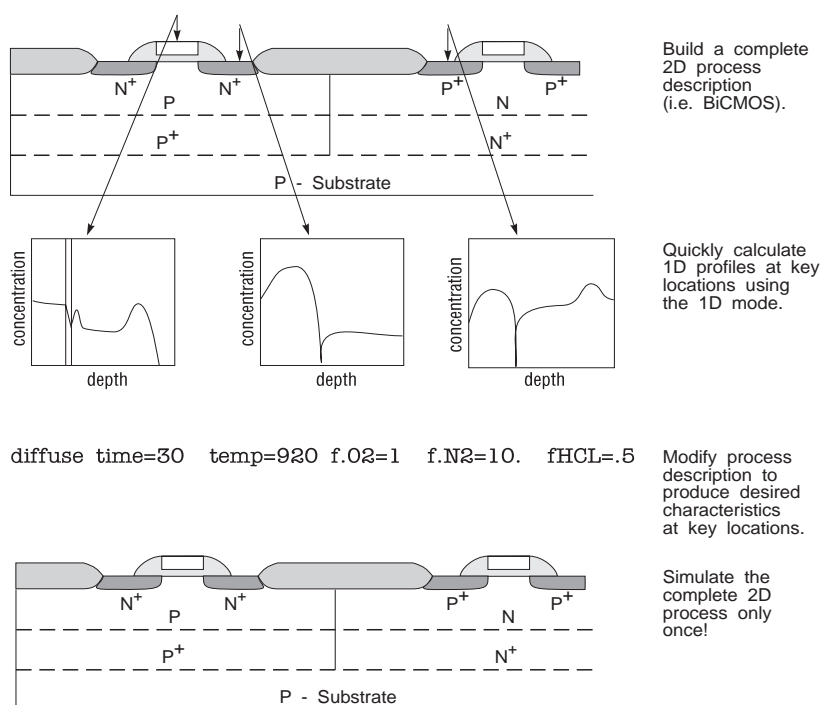 Build a complete
2D process
description
(i.e. BiCMOS).
N+ N+ P+ P+
P N
P+ N+
P - Substrate
Quickly calculate
1D profiles at key
locations using
the 1D mode.
concentration
depth
concentration
depth
concentration
depth
diffuse time=30 temp=920 f.O2=1 f.N2=10. fHCL=.5
Modify process
description to
produce desired
characteristics
at key locations.
Simulate the
complete 2D
process only
once!
N+ N+ P+ P+
P N
P+ N+
P - Substrate